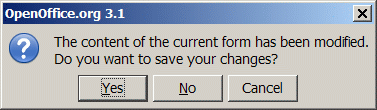 OpenOffice.org 3.1
The content of the current form has been modified.
Do you want to save your changes?
Yes No Cancel